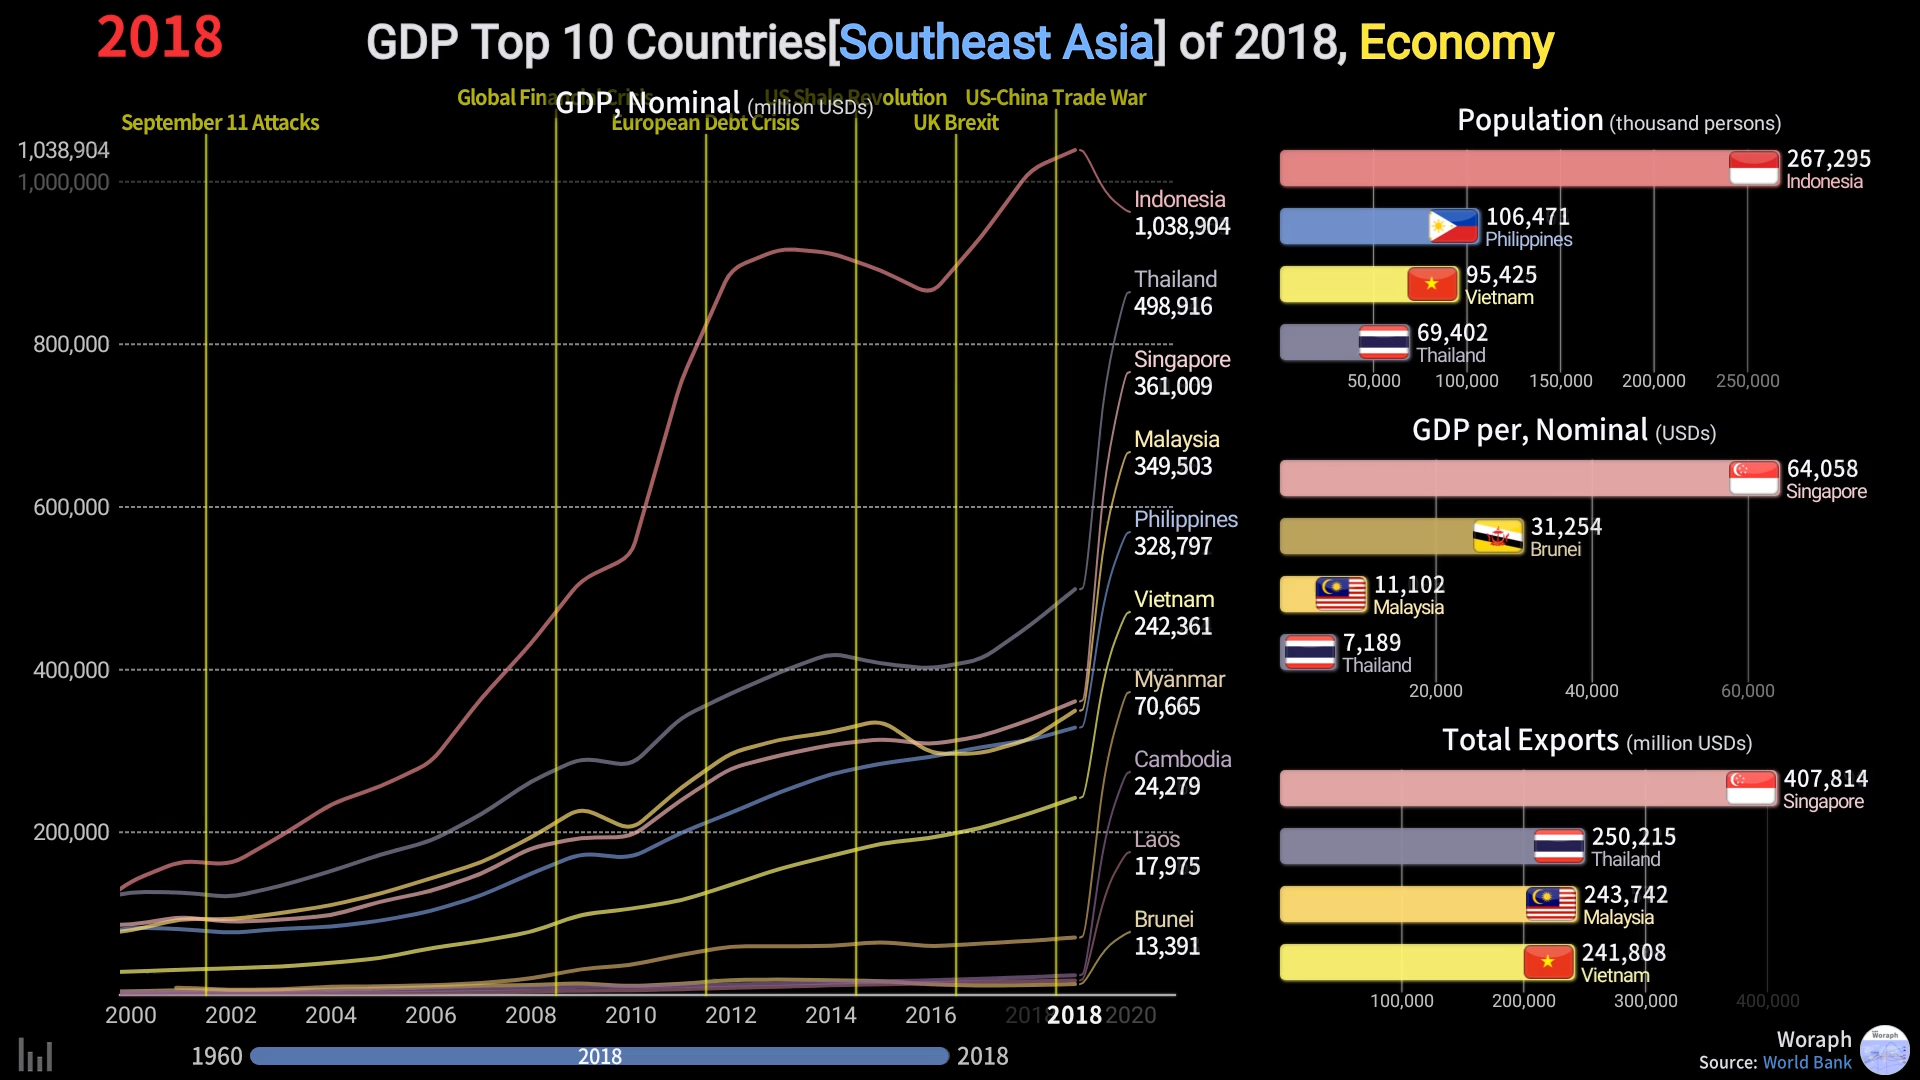 2018
GDP Top 10 Countries[Southeast Asia] of 2018, Economy
Global Financial Crisis
US Shale Revolution
US-China Trade War
GDP, Nominal (million USDs)
September 11 Attacks
European Debt Crisis
UK Brexit
1,038,904
1,000,000
800,000
600,000
400,000
200,000
Indonesia
1,038,904
Thailand
498,916
Singapore
361,009
Malaysia
349,503
Philippines
328,797
Vietnam
242,361
Myanmar
70,665
Cambodia
24,279
Laos
17,975
Brunei
13,391
2000 2002 2004 2006 2008 2010 2012 2014 2016 2018 2020
1960
2018
2018
Population (thousand persons)
267,295
Indonesia
106,471
Philippines
95,425
Vietnam
69,402
Thailand
50,000 100,000 150,000 200,000 250,000
GDP per, Nominal (USDs)
64,058
Singapore
31,254
Brunei
11,102
Malaysia
7,189
Thailand
20,000 40,000 60,000
Total Exports (million USDs)
407,814
Singapore
250,215
Thailand
243,742
Malaysia
241,808
Vietnam
100,000 200,000 300,000 400,000
Woraph
Source: World Bank
Woraph